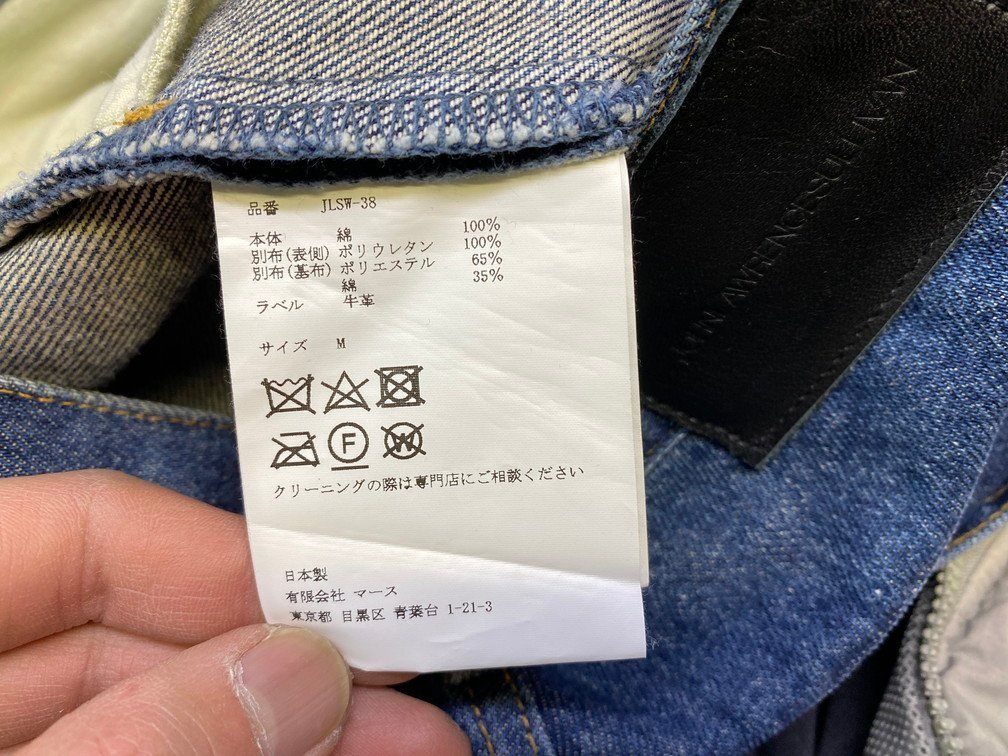 品番 JLSW-38
本体 綿 100%
別布(表側) ポリウレタン 100%
別布(基布) ポリエステル 65%
綿 35%
ラベル 牛革
サイズ M
F
W
クリーニングの際は専門店にご相談ください
日本製
有限会社 マース
東京都 目黒区 青葉台 1-21-3